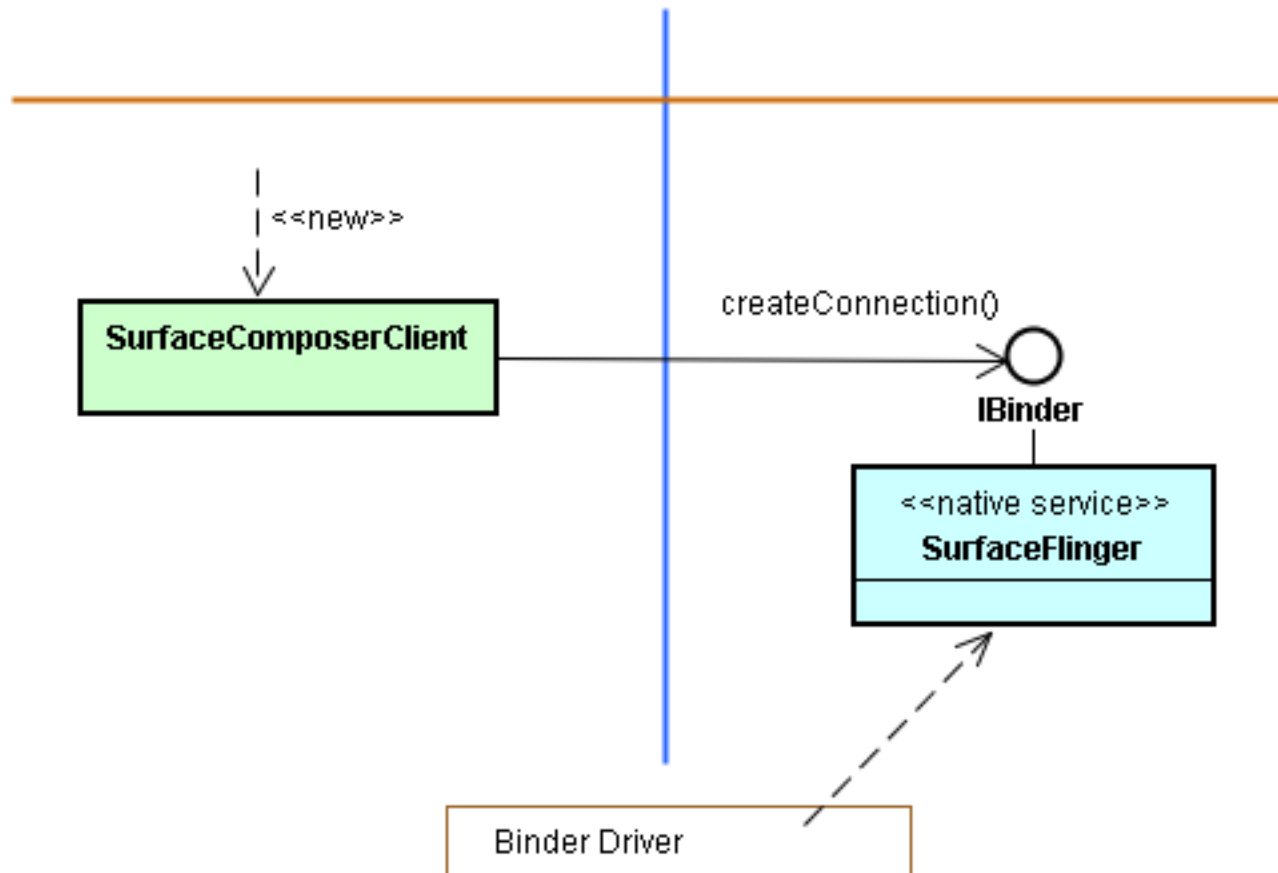 <<new>>
SurfaceComposerClient
createConnection()
IBinder
<<native service>>
SurfaceFlinger
Binder Driver